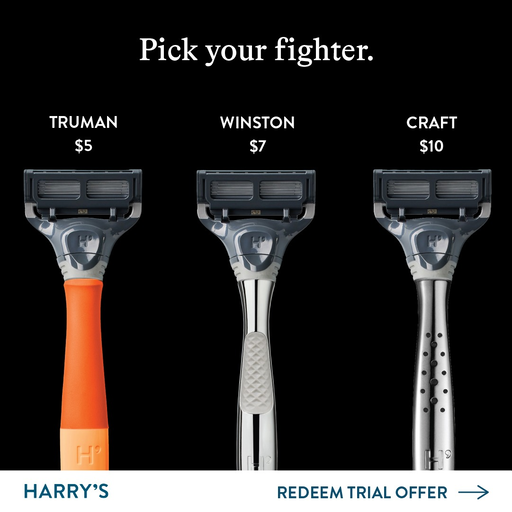 Pick your fighter.
TRUMAN
$5
WINSTON
$7
CRAFT
$10
H'
H'
HARRY'S
REDEEM TRIAL OFFER